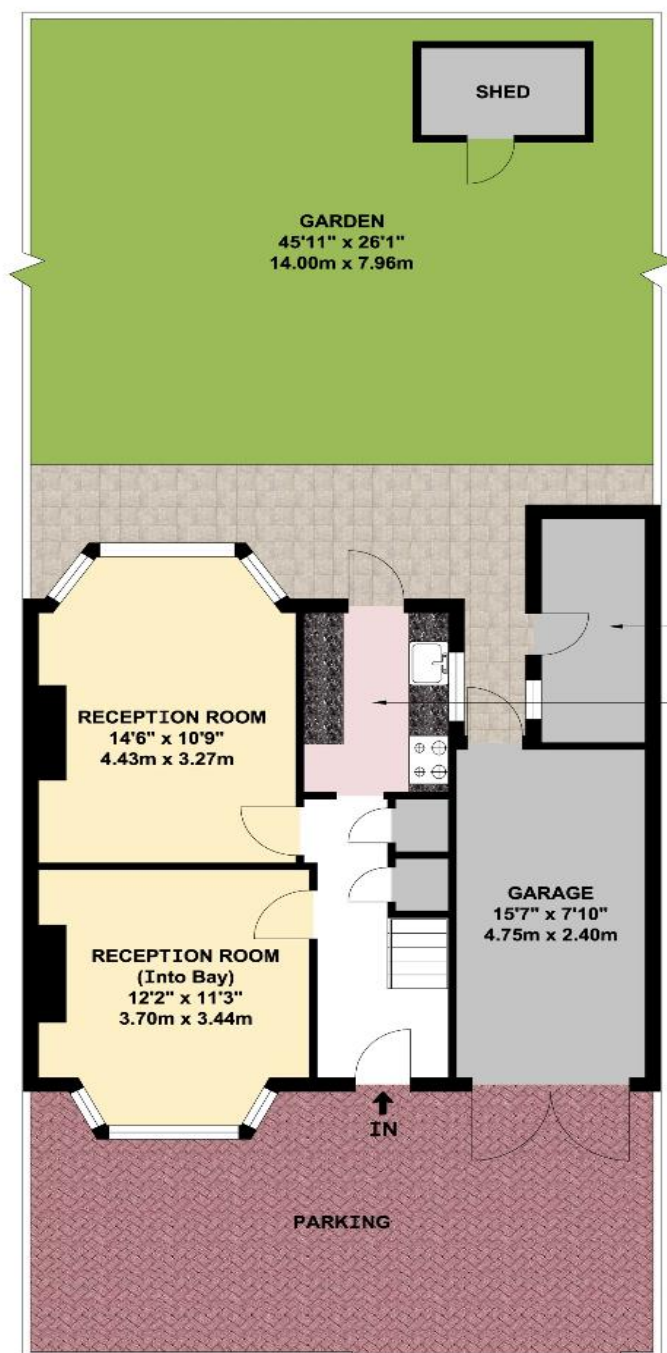 SHED
GARDEN
45'11" x 26'1"
14.00m x 7.96m
RECEPTION ROOM
14'6" x 10'9"
4.43m x 3.27m
GARAGE
15'7" x 7'10"
4.75m x 2.40m
RECEPTION ROOM
(Into Bay)
12'2" x 11'3"
3.70m x 3.44m
IN
PARKING